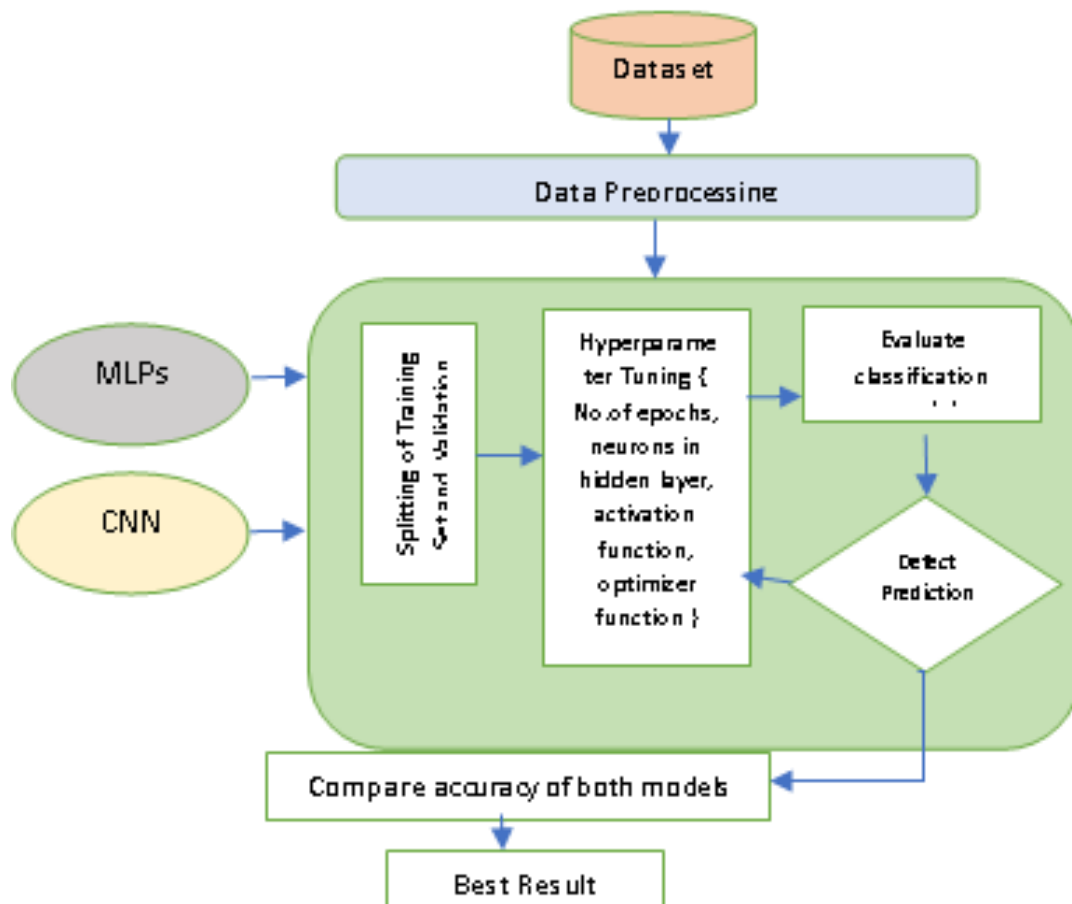 Dataset
Data Preprocessing
MLPs
CNN
Splitting of Training
Set and Validation
Hyperparame
ter Tuning {
No.of epochs,
neurons in
hidden layer,
activation
function,
optimizer
function }
Evaluate
classification
Defect
Prediction
Compare accuracy of both models
Best Result